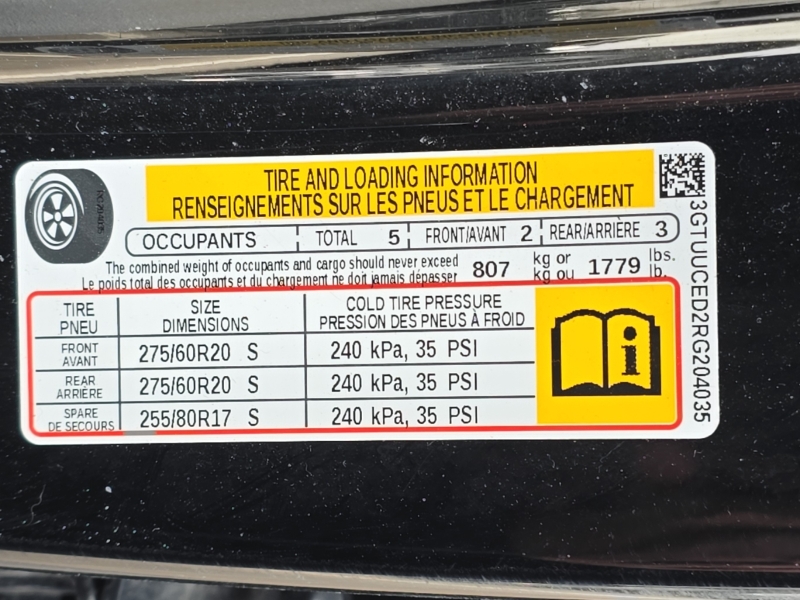 TIRE AND LOADING INFORMATION
RENSEIGNEMENTS SUR LES PNEUS ET LE CHARGEMENT
OCCUPANTS TOTAL 5 FRONT/AVANT 2 REAR/ARRIÈRE 3
The combined weight of occupants and cargo should never exceed 807 kg or 1779 lbs.
Le poids total des occupants et du chargement ne doit jamais dépasser kg ou lb.
TIRE SIZE COLD TIRE PRESSURE
PNEU DIMENSIONS PRESSION DES PNEUS À FROID
FRONT
AVANT 275/60R20 S 240 kPa, 35 PSI
REAR
ARRIÈRE 275/60R20 S 240 kPa, 35 PSI
SPARE
DE SECOURS 255/80R17 S 240 kPa, 35 PSI
3GTUUCED2RG204035